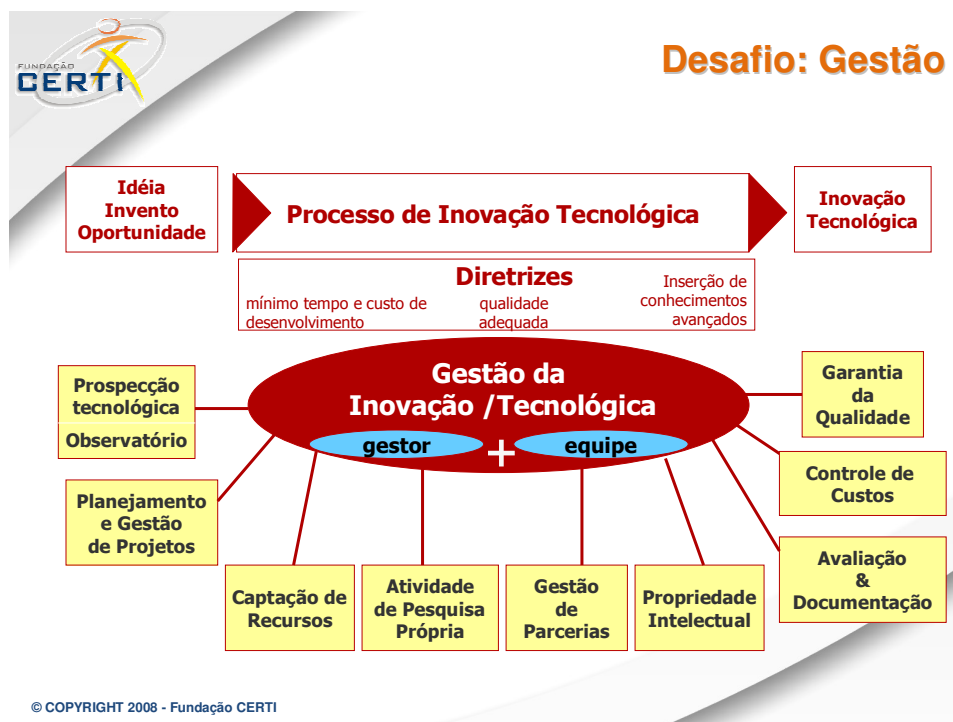 FUNDAÇÃO
CERTI
Desafio: Gestão
Idéia
Invento
Oportunidade
Processo de Inovação Tecnológica
Inovação
Tecnológica
Diretrizes
mínimo tempo e custo de
desenvolvimento
qualidade
adequada
Inserção de
conhecimentos
avançados
Gestão da
Inovação /Tecnológica
gestor
+
equipe
Prospecção
tecnológica
Observatório
Planejamento
e Gestão
de Projetos
Captação de
Recursos
Atividade
de Pesquisa
Própria
Gestão
de
Parcerias
Propriedade
Intelectual
Garantia
da
Qualidade
Controle de
Custos
Avaliação
&
Documentação
© COPYRIGHT 2008 - Fundação CERTI